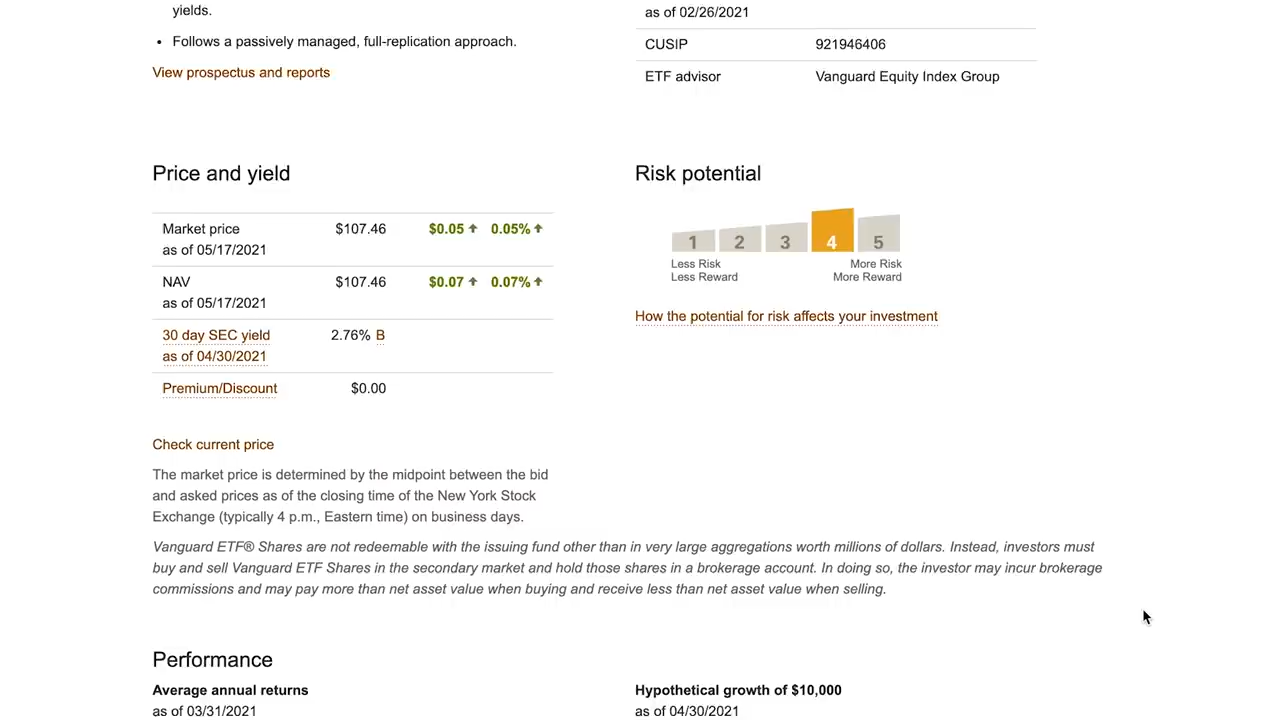 yields.
• Follows a passively managed, full-replication approach.
View prospectus and reports
as of 02/26/2021
CUSIP 921946406
ETF advisor Vanguard Equity Index Group
Price and yield
Market price $107.46 $0.05 0.05%
as of 05/17/2021
NAV $107.46 $0.07 0.07%
as of 05/17/2021
30 day SEC yield 2.76% B
as of 04/30/2021
Premium/Discount $0.00
Check current price
The market price is determined by the midpoint between the bid
and asked prices as of the closing time of the New York Stock
Exchange (typically 4 p.m., Eastern time) on business days.
Risk potential
1 2 3 4 5
Less Risk More Risk
Less Reward More Reward
How the potential for risk affects your investment
Vanguard ETF® Shares are not redeemable with the issuing fund other than in very large aggregations worth millions of dollars. Instead, investors must
buy and sell Vanguard ETF Shares in the secondary market and hold those shares in a brokerage account. In doing so, the investor may incur brokerage
commissions and may pay more than net asset value when buying and receive less than net asset value when selling.
Performance
Average annual returns
as of 03/31/2021
Hypothetical growth of $10,000
as of 04/30/2021